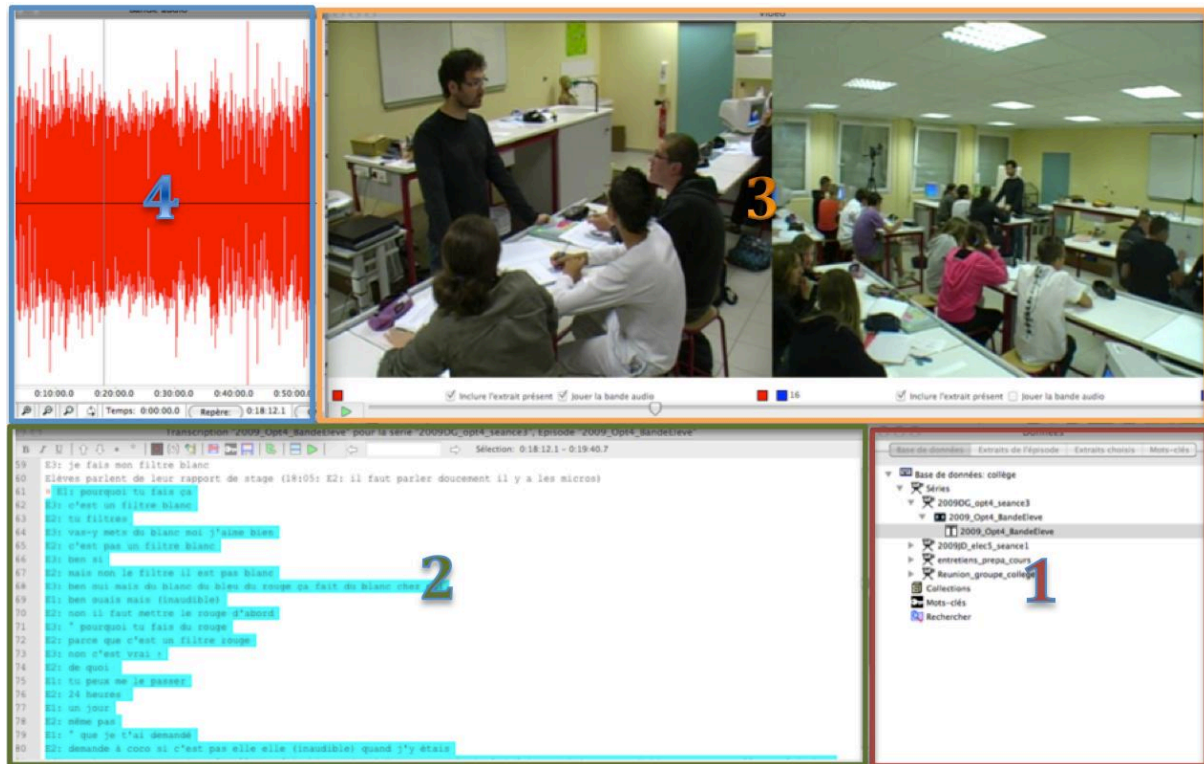 Bande audio
4
0:10:00.0 0:20:00.0 0:30:00.0 0:40:00.0 0:50:00.0
Temps: 0:00:00.0 Repère: 0:18:12.1
Vidéo
3
Inclure l'extrait présent Jouer la bande audio
16 Inclure l'extrait présent Jouer la bande audio
Transcription "2009_Opt4_BandeEleve" pour la série "2009DG_opt4_seance3", Episode "2009_Opt4_BandeEleve"
B I U Sélection: 0:18:12.1 - 0:19:40.7
59 E3: je fais mon filtre blanc
60 Elèves parlent de leur rapport de stage (18:05: E2: il faut parler doucement il y a les micros)
61 E1: pourquoi tu fais ça
62 E3: c'est un filtre blanc
63 E2: tu filtres
64 E3: vas-y mets du blanc moi j'aime bien
65 E2: c'est pas un filtre blanc
66 E3: ben si
67 E2: mais non le filtre il est pas blanc
68 E3: ben oui mais du blanc du bleu du rouge ça fait du blanc chez
69 E1: ben ouais mais (inaudible)
70 E2: non il faut mettre le rouge d'abord
71 E3: ° pourquoi tu fais du rouge
72 E2: parce que c'est un filtre rouge
73 E3: non c'est vrai ?
74 E2: de quoi
75 E1: tu peux me le passer
76 E2: 24 heures
77 E1: un jour
78 E2: même pas
79 E1: ° que je t'ai demandé
80 E2: demande à coco si c'est pas elle elle (inaudible) quand j'y étais
2
Données
Base de données Extraits de l'épisode Extraits choisis Mots-clés
Base de données: collège
Séries
2009DG_opt4_seance3
2009_Opt4_BandeEleve
2009_Opt4_BandeEleve
2009JD_elec5_seance1
entretiens_prepa_cours
Reunion_groupe_college
Collections
Mots-clés
Rechercher
1